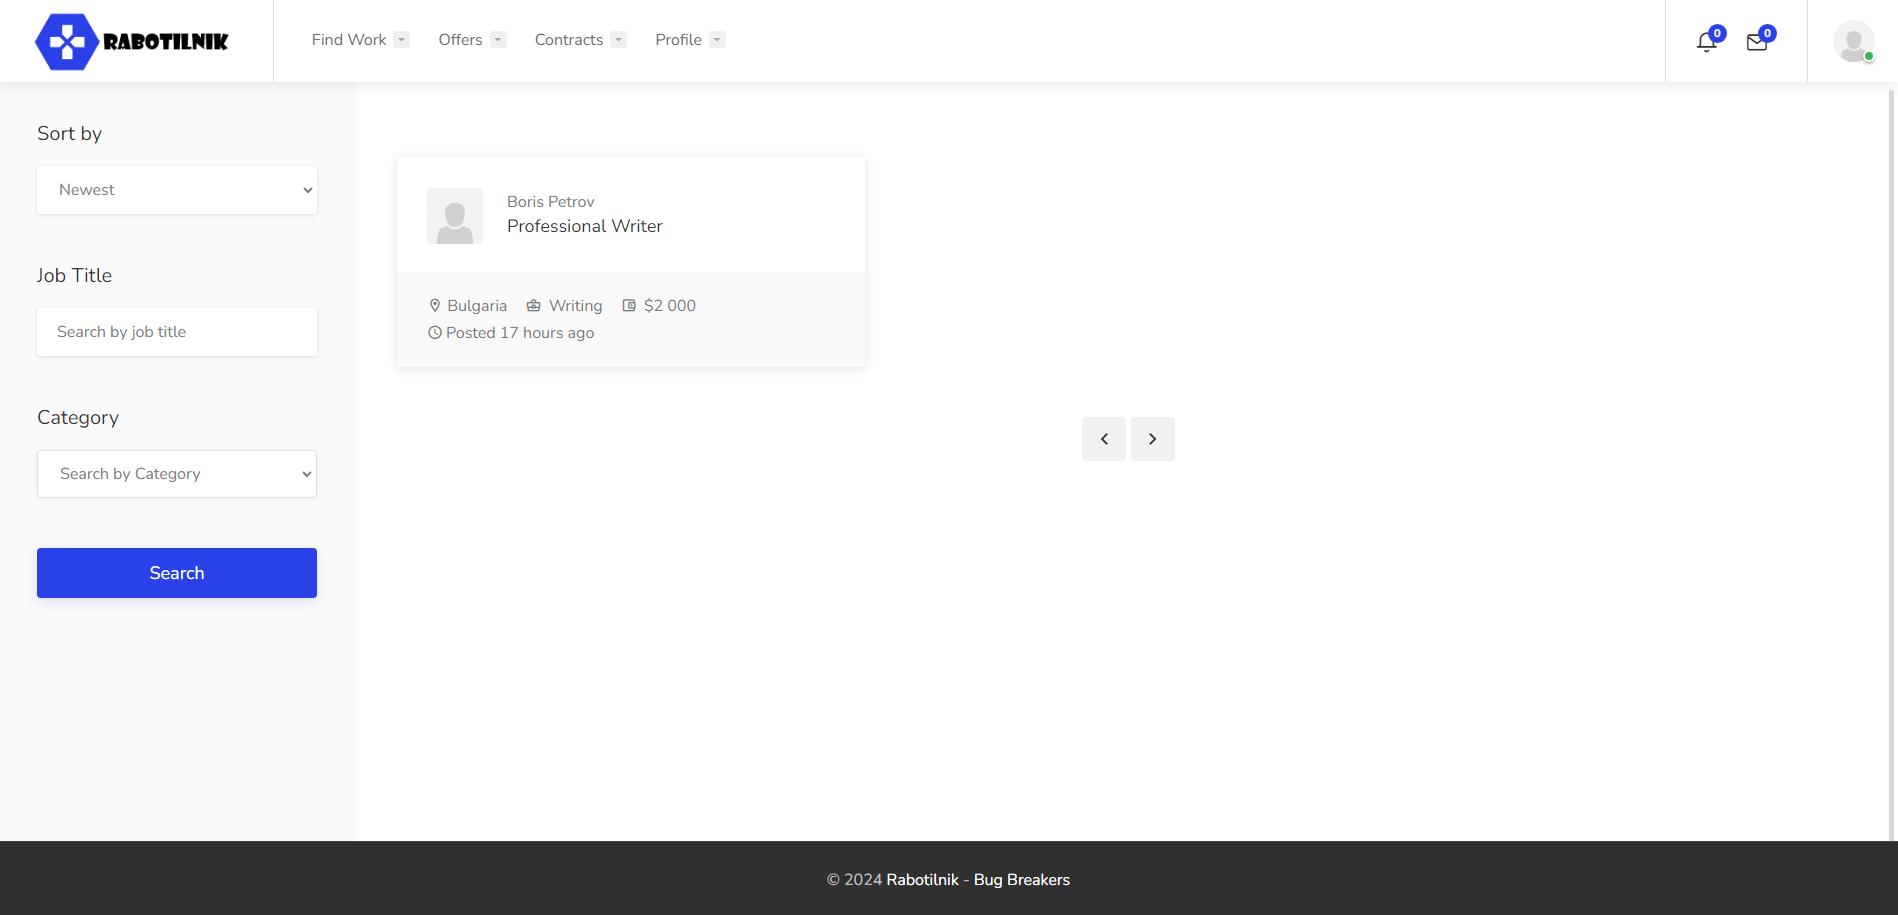 RABOTILNIK
Find Work
Offers
Contracts
Profile
0
0
Sort by
Newest
Job Title
Search by job title
Category
Search by Category
Search
Boris Petrov
Professional Writer
Bulgaria Writing $2 000
Posted 17 hours ago
© 2024 Rabotilnik - Bug Breakers